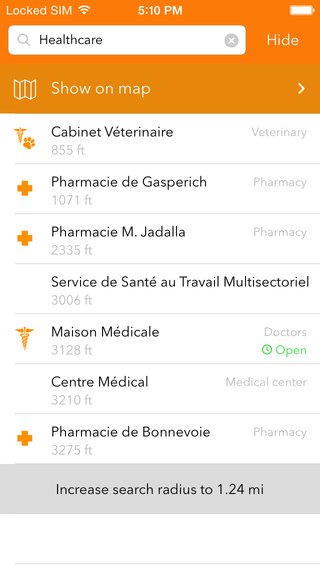 Locked SIM 5:10 PM
Healthcare Hide
Show on map
Cabinet Véterinaire Veterinary
855 ft
Pharmacie de Gasperich Pharmacy
1071 ft
Pharmacie M. Jadalla Pharmacy
2335 ft
Service de Santé au Travail Multisectoriel
3006 ft
Maison Médicale Doctors
3128 ft Open
Centre Médical Medical center
3210 ft
Pharmacie de Bonnevoie Pharmacy
3275 ft
Increase search radius to 1.24 mi